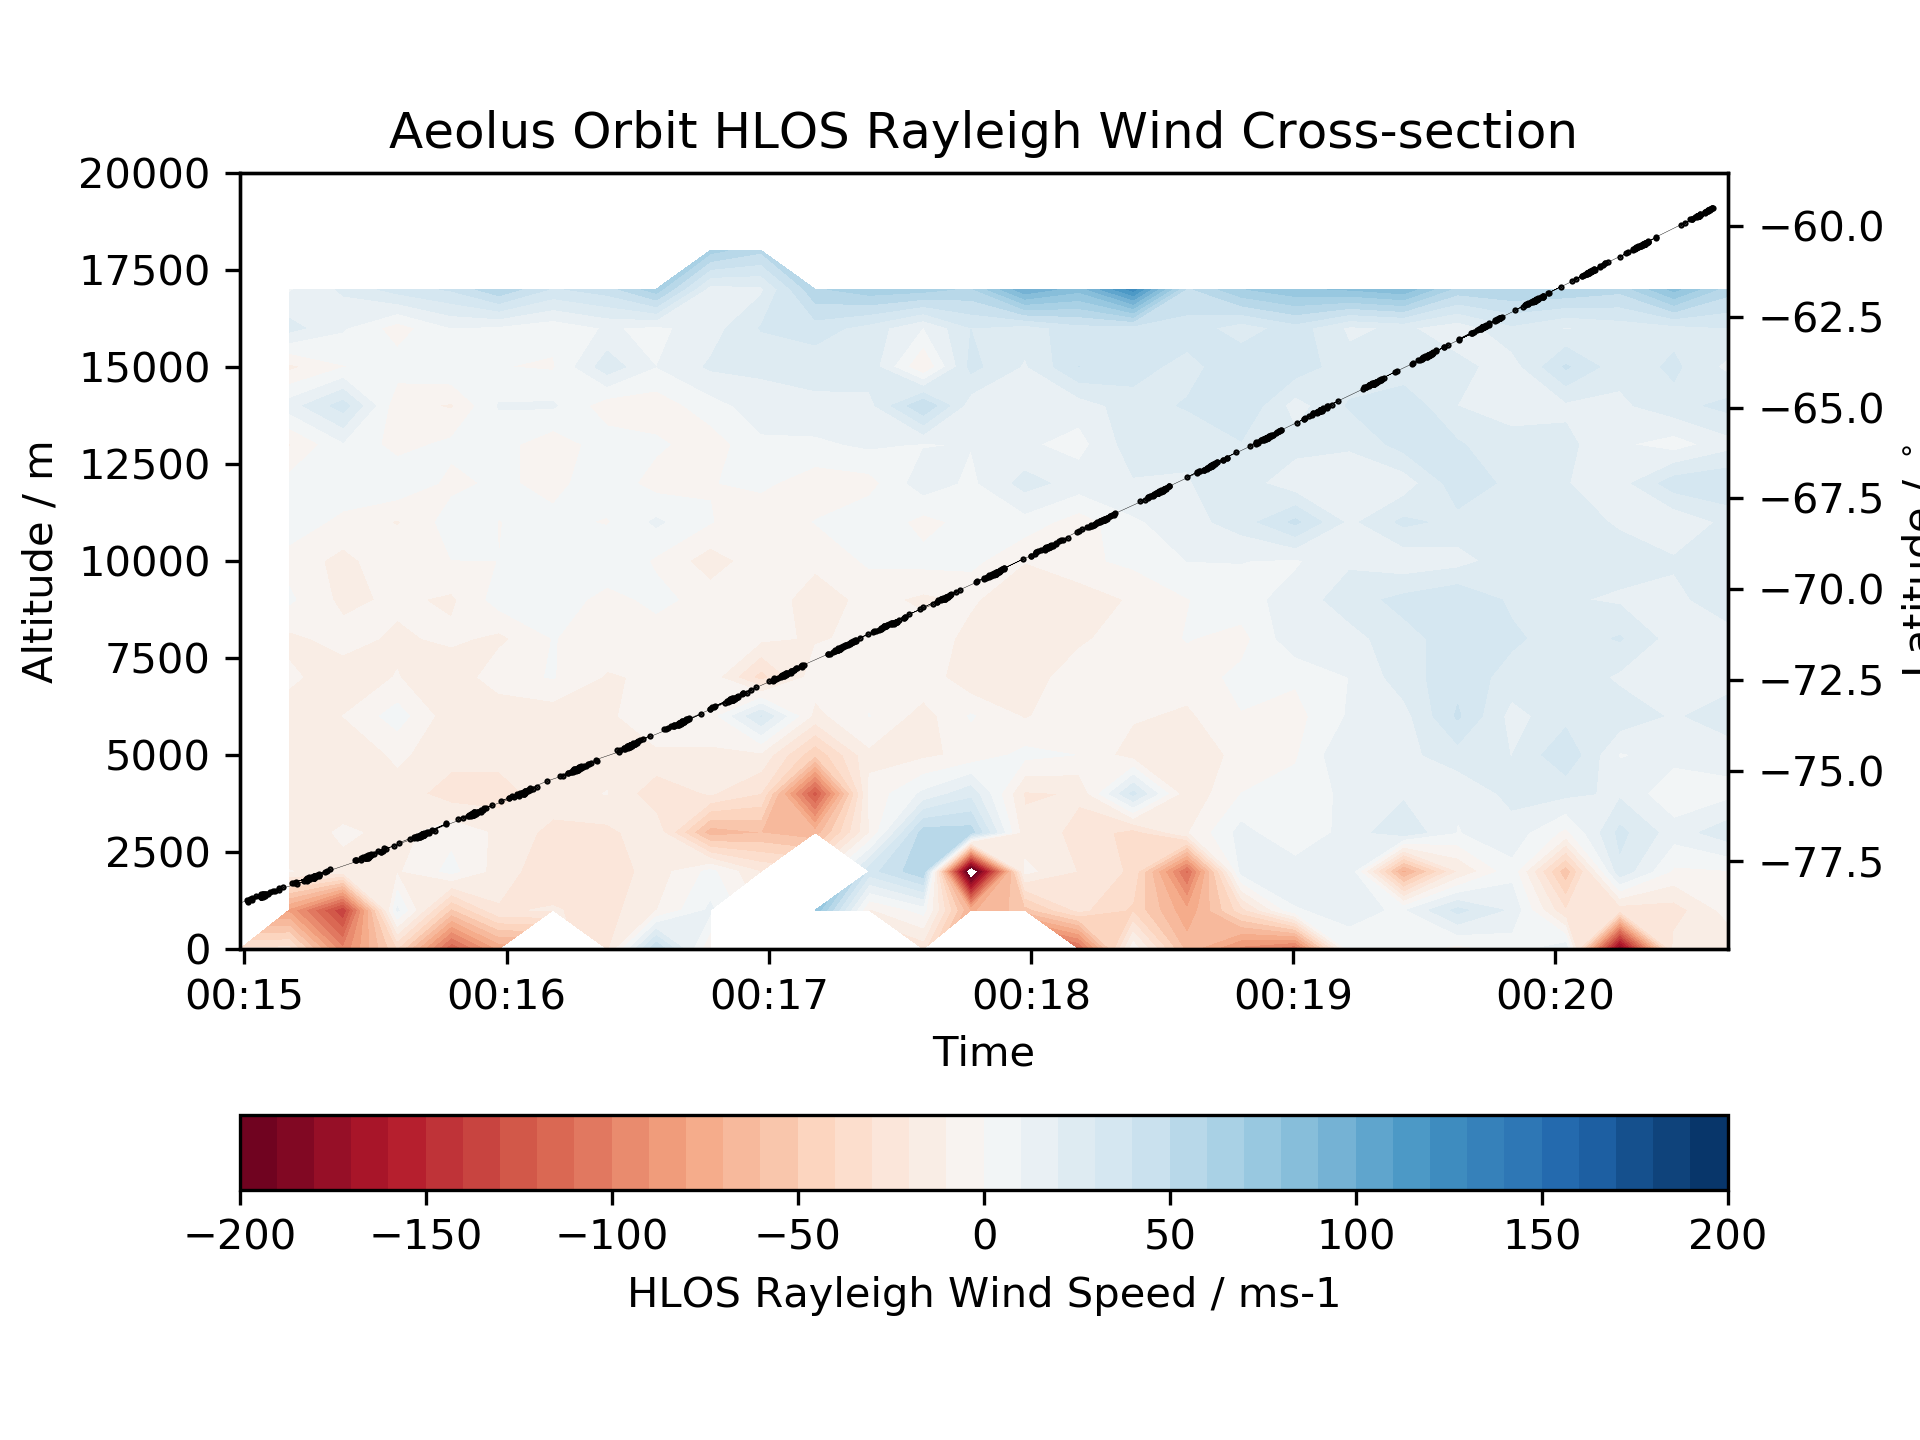 Aeolus Orbit HLOS Rayleigh Wind Cross-section
20000
17500
15000
12500
10000
7500
5000
2500
0
Altitude / m
−60.0
−62.5
−65.0
−67.5
−70.0
−72.5
−75.0
−77.5
Latitude / °
00:15 00:16 00:17 00:18 00:19 00:20
Time
−200 −150 −100 −50 0 50 100 150 200
HLOS Rayleigh Wind Speed / ms-1